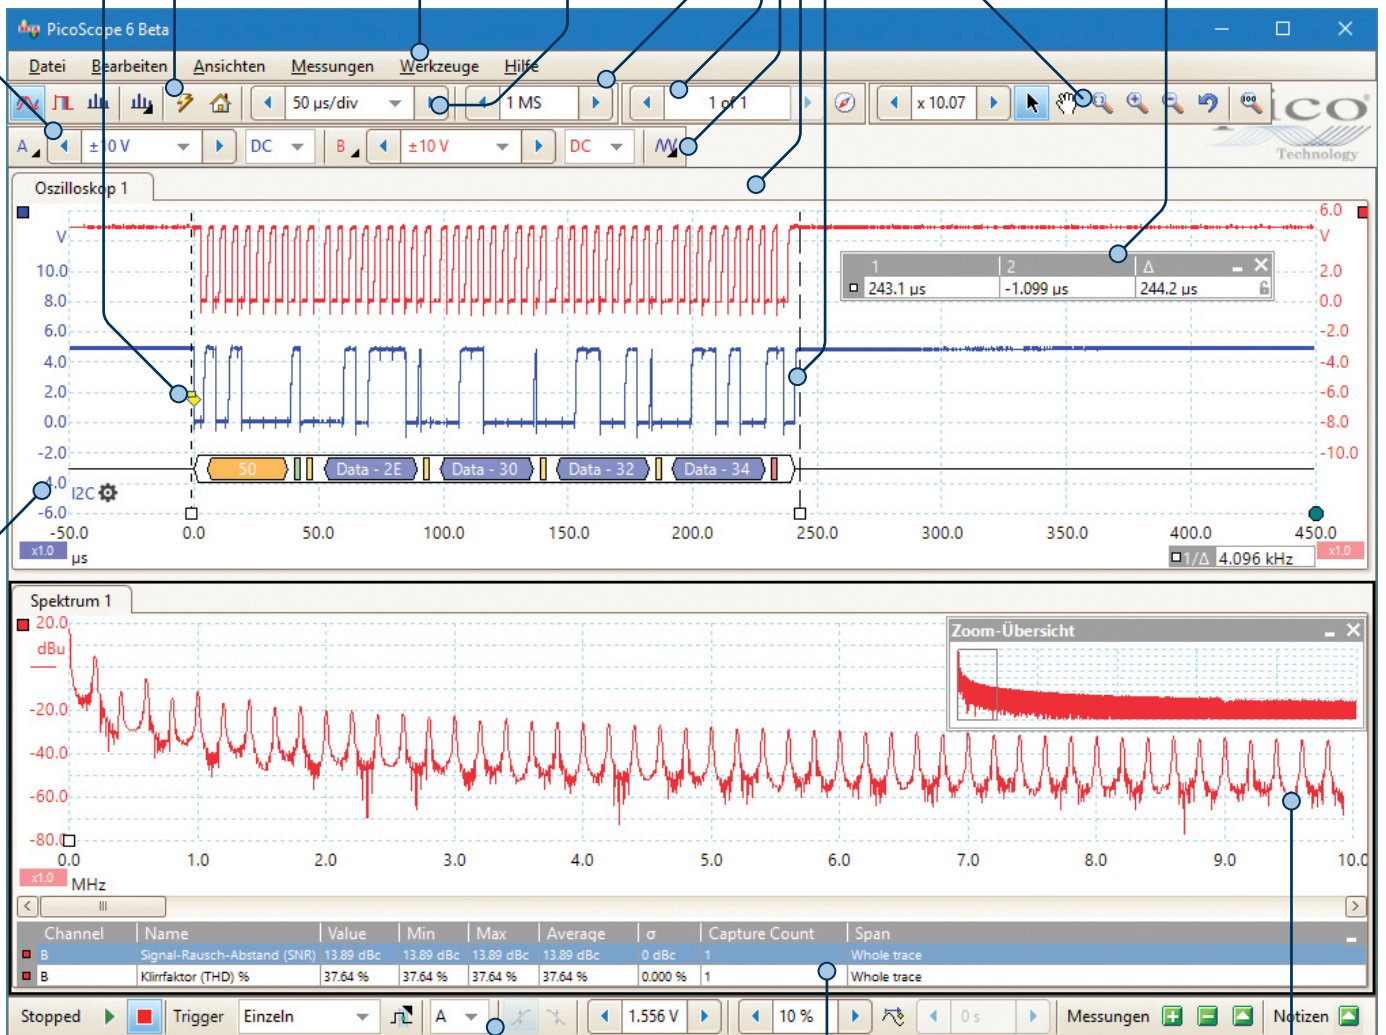 PicoScope 6 Beta
Datei Bearbeiten Ansichten Messungen Werkzeuge Hilfe
50 µs/div 1 MS 1 of 1 x 10.07
pico
Technology
A ±10 V DC B ±10 V DC
Oszilloskop 1
6.0
V V
10.0 2.0
8.0 0.0
6.0 -2.0
4.0 -4.0
2.0 -6.0
0.0 -8.0
-2.0 -10.0
-4.0
-6.0
1 2 Δ
243.1 µs -1.099 µs 244.2 µs
50 Data - 2E Data - 30 Data - 32 Data - 34
I2C
-50.0 0.0 50.0 100.0 150.0 200.0 250.0 300.0 350.0 400.0 450.0
x1.0 µs 1/Δ 4.096 kHz x1.0
Spektrum 1
20.0
dBu
-20.0
-40.0
-60.0
-80.0
Zoom-Übersicht
0.0 1.0 2.0 3.0 4.0 5.0 6.0 7.0 8.0 9.0 10.0
x1.0 MHz
Channel Name Value Min Max Average σ Capture Count Span
B Signal-Rausch-Abstand (SNR) 13.89 dBc 13.89 dBc 13.89 dBc 13.89 dBc 0 dBc 1 Whole trace
B Klirrfaktor (THD) % 37.64 % 37.64 % 37.64 % 37.64 % 0.000 % 1 Whole trace
Stopped Trigger Einzeln A 1.556 V 10 % 0 s Messungen Notizen